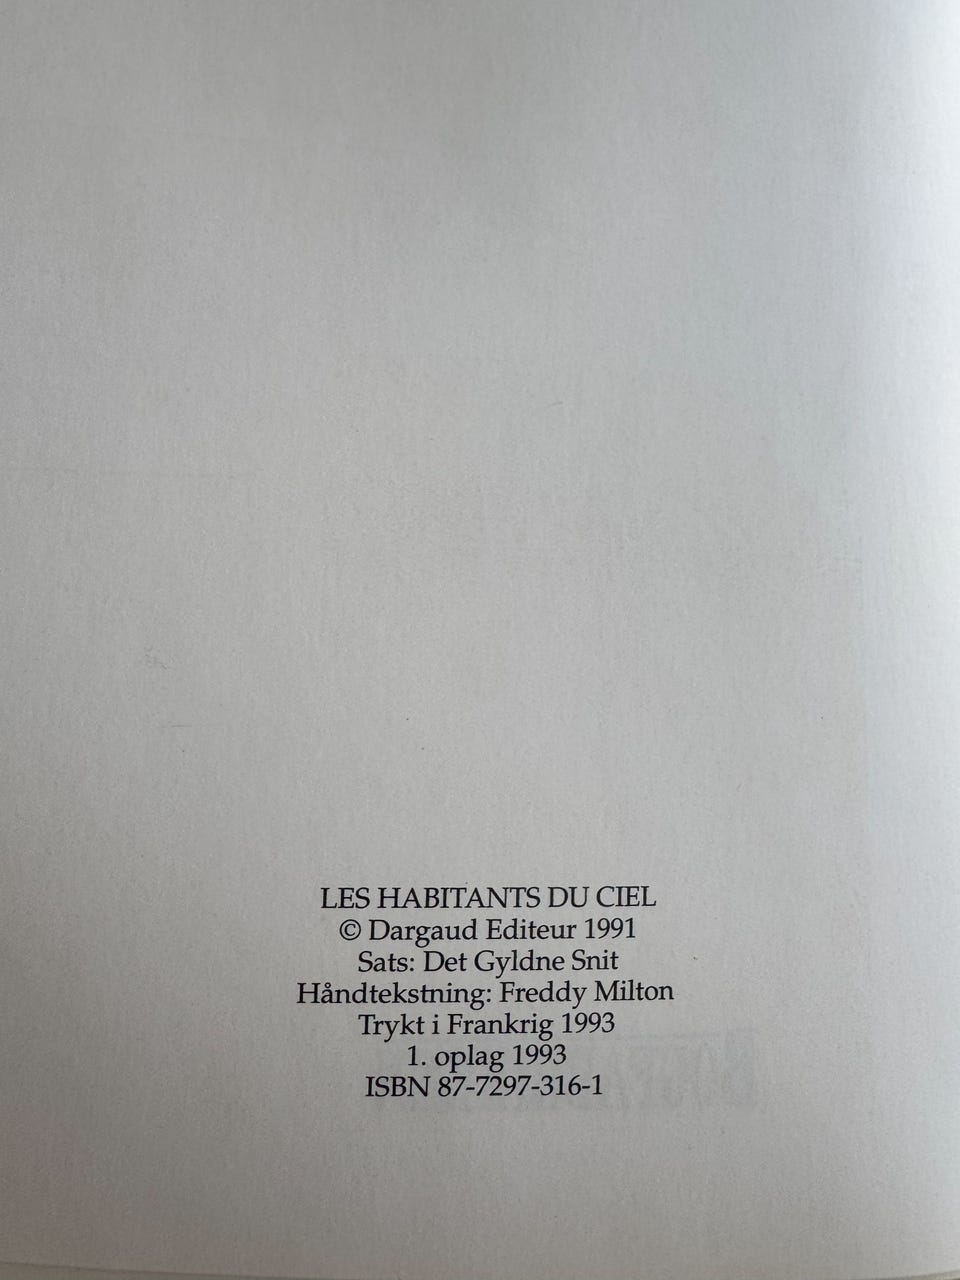 LES HABITANTS DU CIEL
© Dargaud Editeur 1991
Sats: Det Gyldne Snit
Håndtekstning: Freddy Milton
Trykt i Frankrig 1993
1. oplag 1993
ISBN 87-7297-316-1